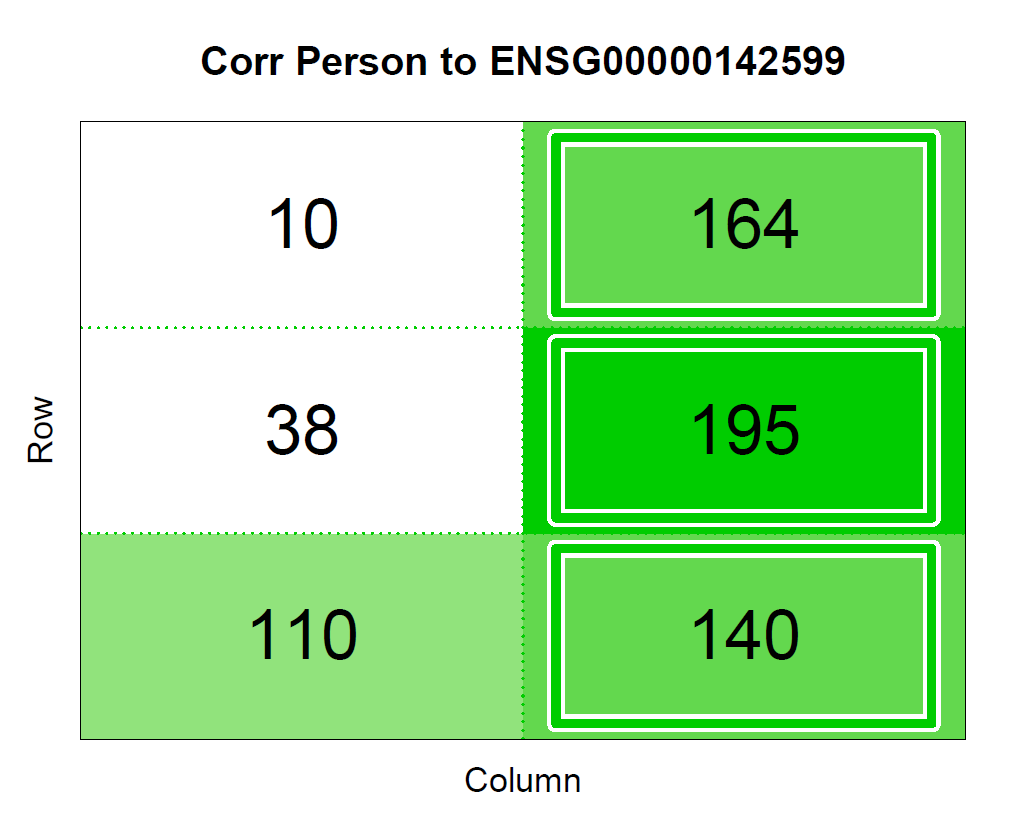 Corr Person to ENSG00000142599
10 164
38 195
110 140
Row
Column